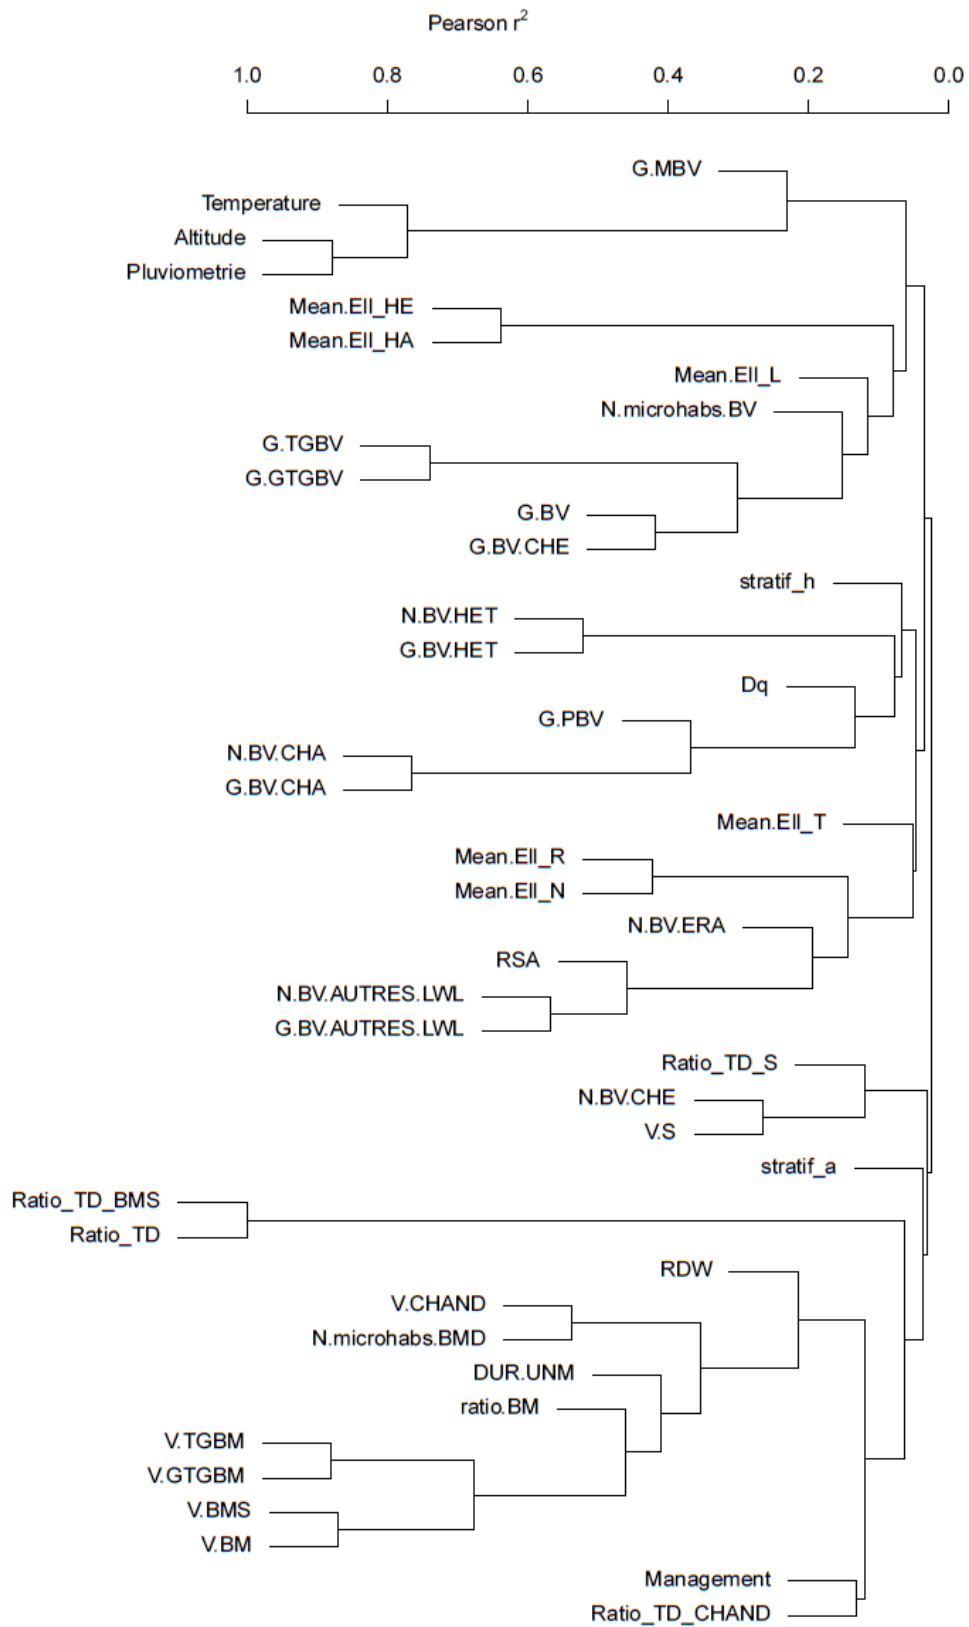 Pearson r²
1.0 0.8 0.6 0.4 0.2 0.0
G.MBV
Temperature
Altitude
Pluviometrie
Mean.Ell_HE
Mean.Ell_HA
Mean.Ell_L
N.microhabs.BV
G.TGBV
G.GTGBV
G.BV
G.BV.CHE
stratif_h
N.BV.HET
G.BV.HET
Dq
G.PBV
N.BV.CHA
G.BV.CHA
Mean.Ell_T
Mean.Ell_R
Mean.Ell_N
N.BV.ERA
RSA
N.BV.AUTRES.LWL
G.BV.AUTRES.LWL
Ratio_TD_S
N.BV.CHE
V.S
stratif_a
Ratio_TD_BMS
Ratio_TD
RDW
V.CHAND
N.microhabs.BMD
DUR.UNM
ratio.BM
V.TGBM
V.GTGBM
V.BMS
V.BM
Management
Ratio_TD_CHAND